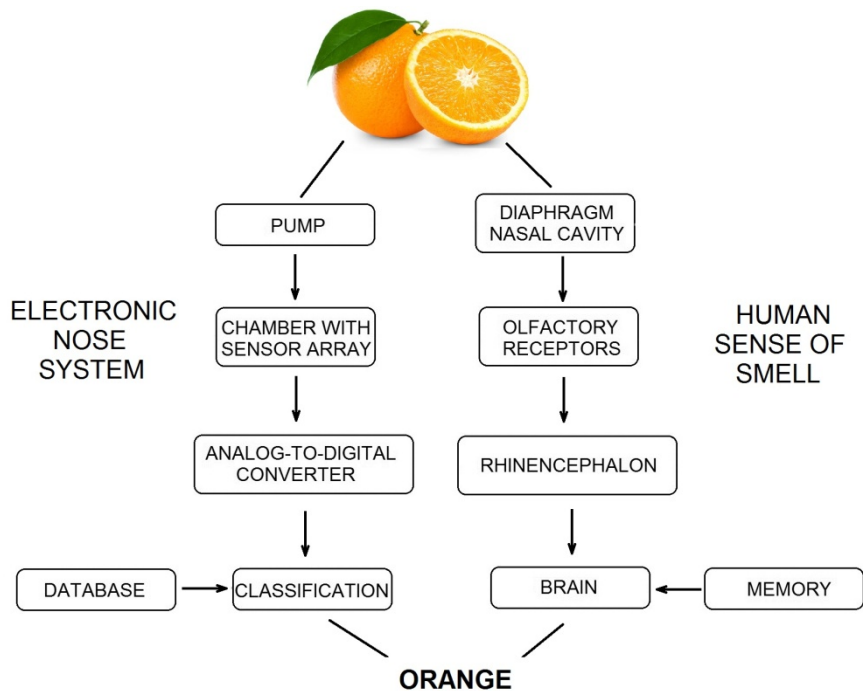 PUMP
DIAPHRAGM
NASAL CAVITY
ELECTRONIC
NOSE
SYSTEM
CHAMBER WITH
SENSOR ARRAY
OLFACTORY
RECEPTORS
HUMAN
SENSE OF
SMELL
ANALOG-TO-DIGITAL
CONVERTER
RHINENCEPHALON
DATABASE
CLASSIFICATION
BRAIN
MEMORY
ORANGE